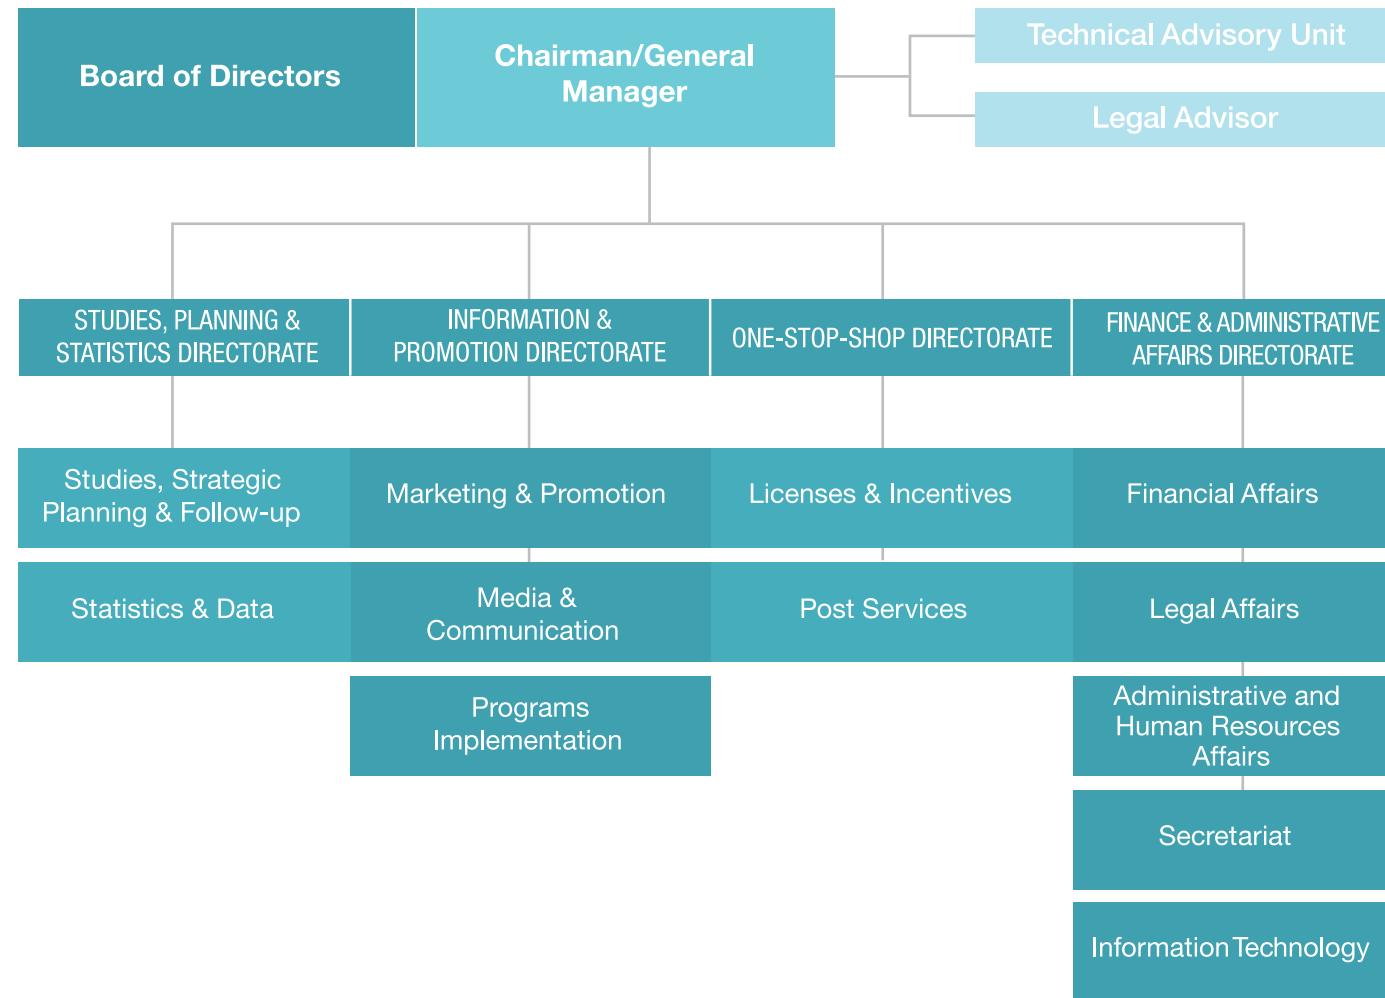 Board of Directors
Chairman/General
Manager
Technical Advisory Unit
Legal Advisor
STUDIES, PLANNING &
STATISTICS DIRECTORATE
INFORMATION &
PROMOTION DIRECTORATE
ONE-STOP-SHOP DIRECTORATE
FINANCE & ADMINISTRATIVE
AFFAIRS DIRECTORATE
Studies, Strategic
Planning & Follow-up
Marketing & Promotion
Licenses & Incentives
Financial Affairs
Statistics & Data
Media &
Communication
Post Services
Legal Affairs
Programs
Implementation
Administrative and
Human Resources
Affairs
Secretariat
Information Technology